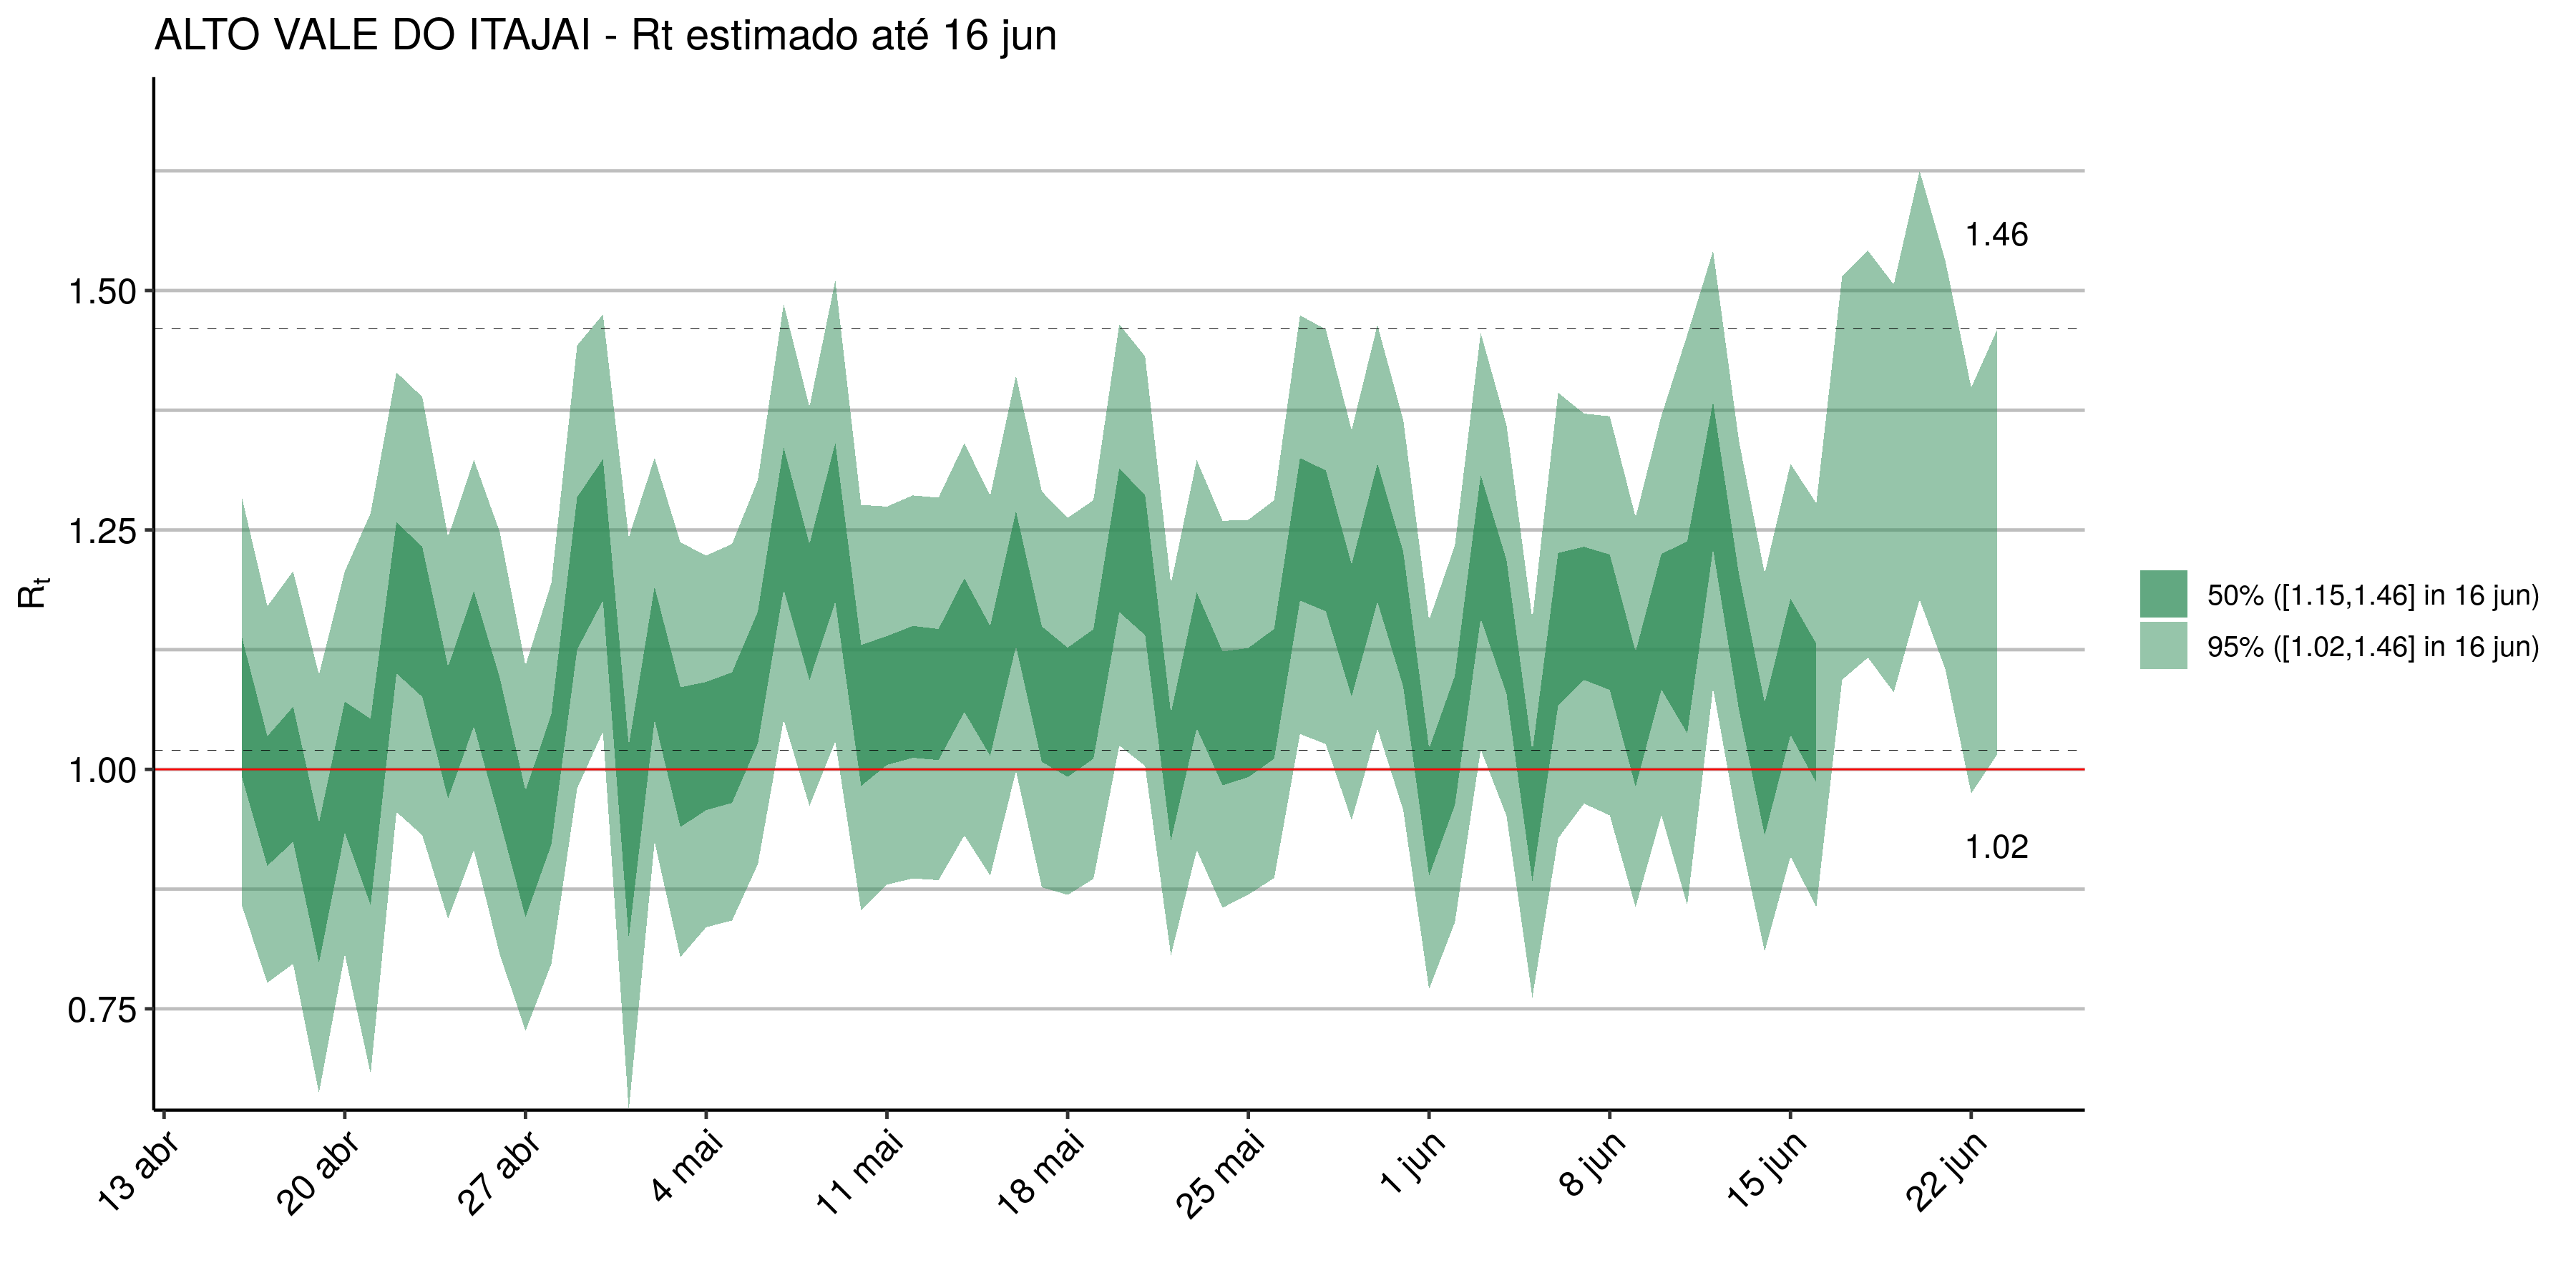 ALTO VALE DO ITAJAI - Rt estimado até 16 jun
1.46
1.50
1.25
Rt
50% ([1.15,1.46] in 16 jun)
95% ([1.02,1.46] in 16 jun)
1.00
1.02
0.75
13 abr
20 abr
27 abr
4 mai
11 mai
18 mai
25 mai
1 jun
8 jun
15 jun
22 jun